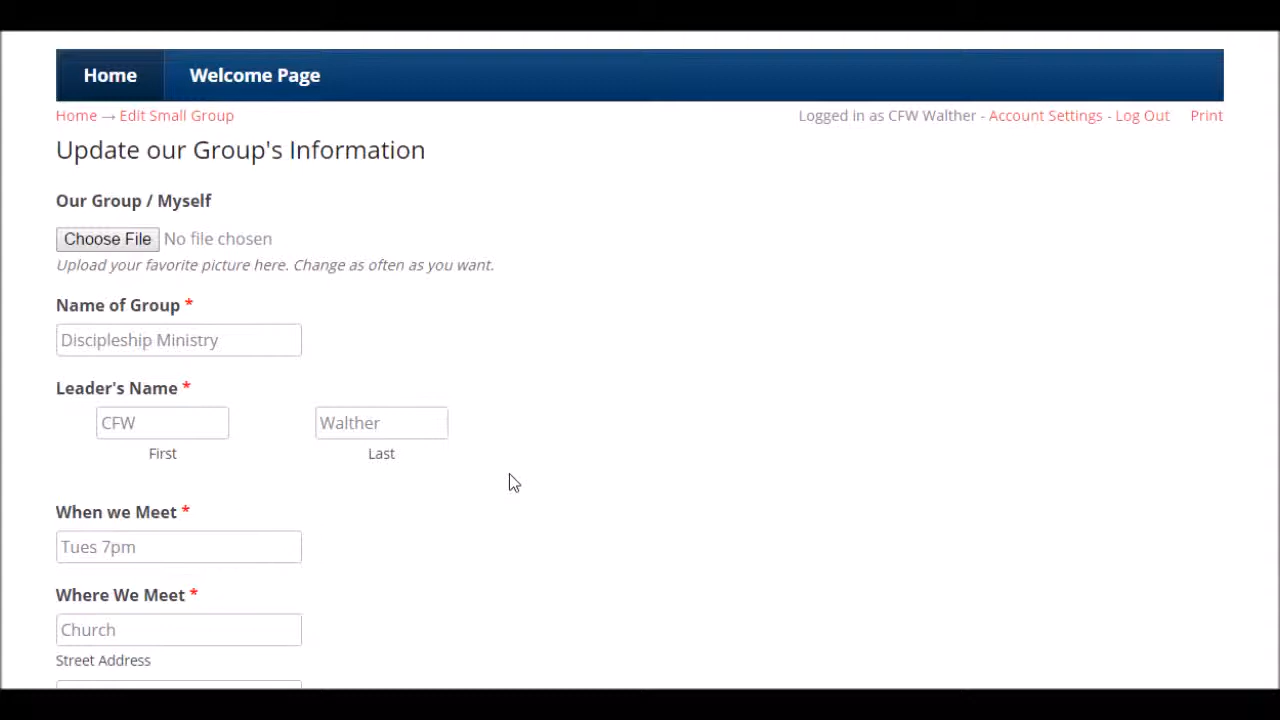 Home Welcome Page
Home → Edit Small Group Logged in as CFW Walther - Account Settings - Log Out Print
Update our Group's Information
Our Group / Myself
Choose File No file chosen
Upload your favorite picture here. Change as often as you want.
Name of Group *
Discipleship Ministry
Leader's Name *
CFW Walther
First Last
When we Meet *
Tues 7pm
Where We Meet *
Church
Street Address